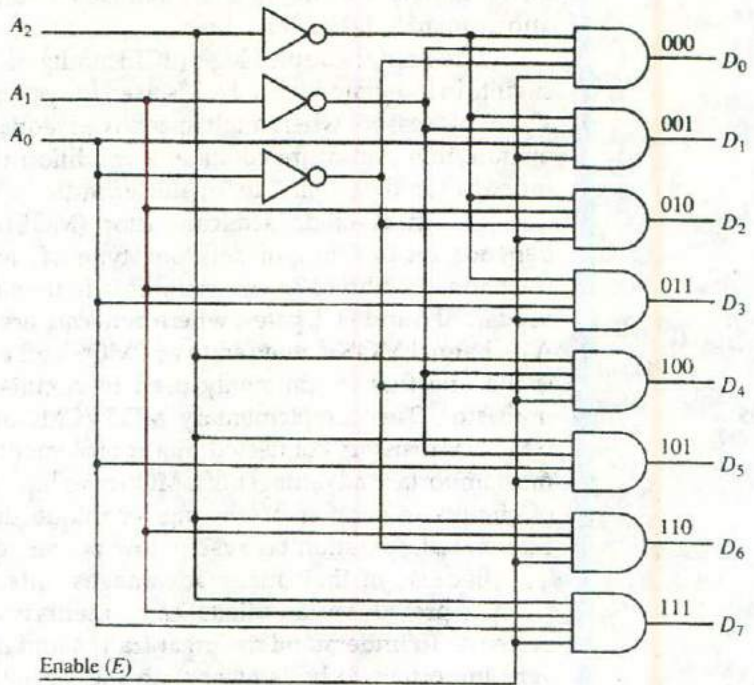 A₂
A₁
A₀
000
D₀
001
D₁
010
D₂
011
D₃
100
D₄
101
D₅
110
D₆
111
D₇
Enable (E)